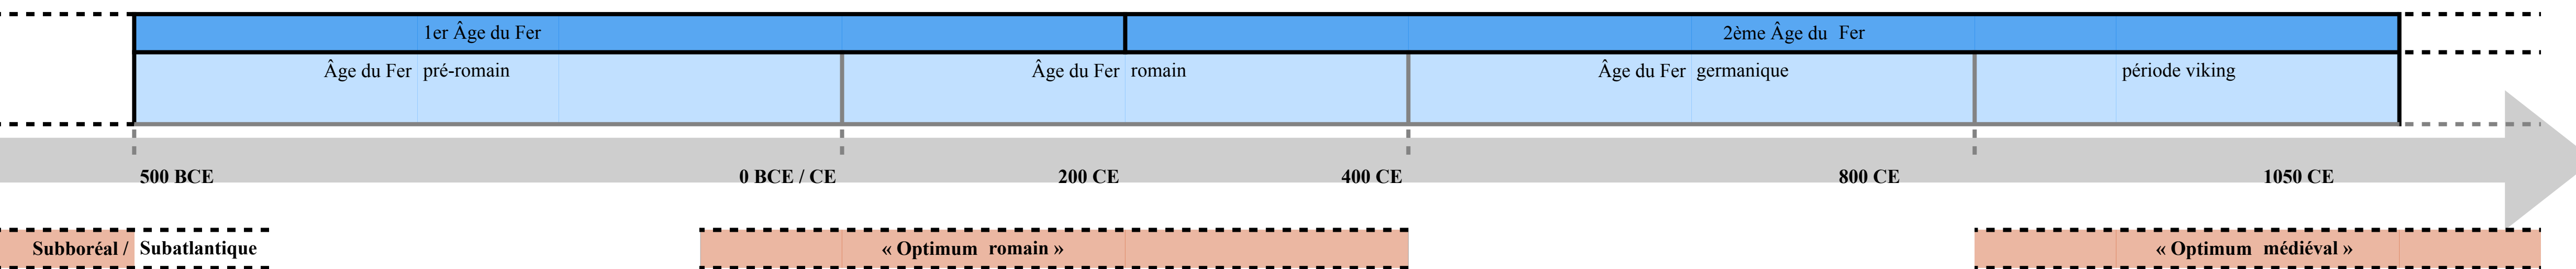 1er Âge du Fer 2ème Âge du Fer
Âge du Fer pré-romain Âge du Fer romain Âge du Fer germanique période viking
500 BCE 0 BCE / CE 200 CE 400 CE 800 CE 1050 CE
Subboréal / Subatlantique « Optimum romain » « Optimum médiéval »